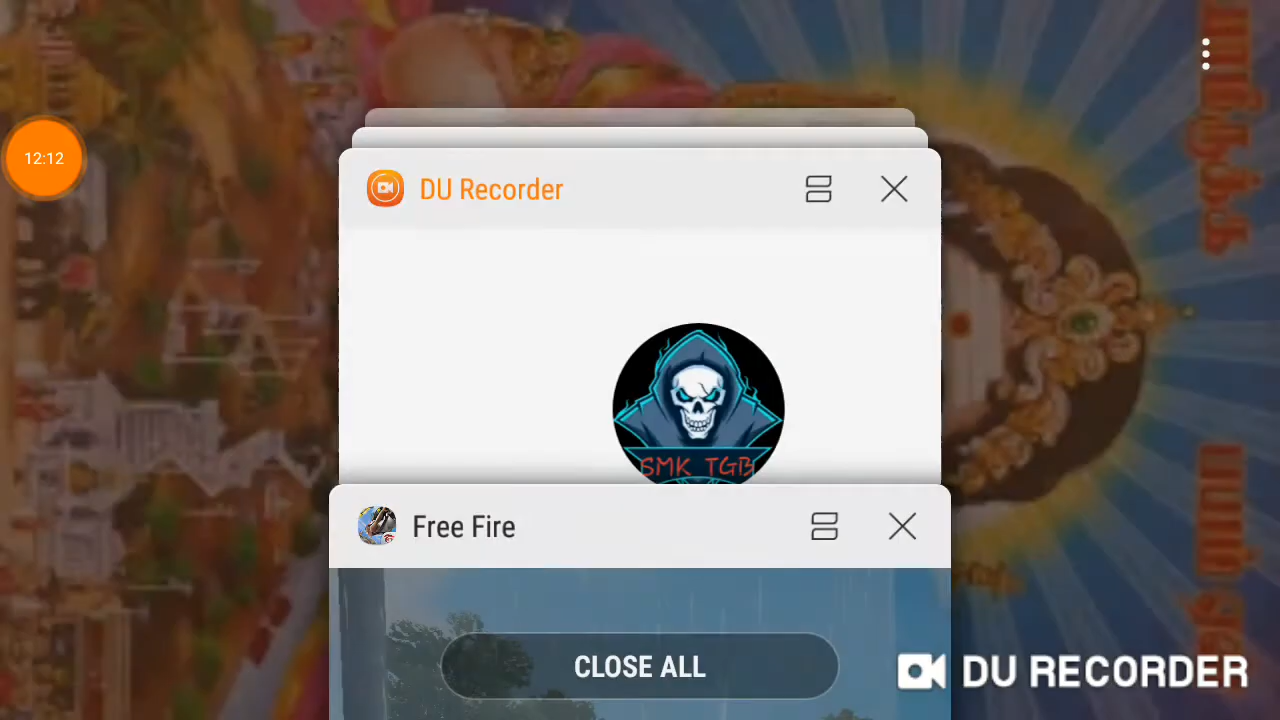 12:12
DU Recorder
SMK TGB
Free Fire
CLOSE ALL
DU RECORDER